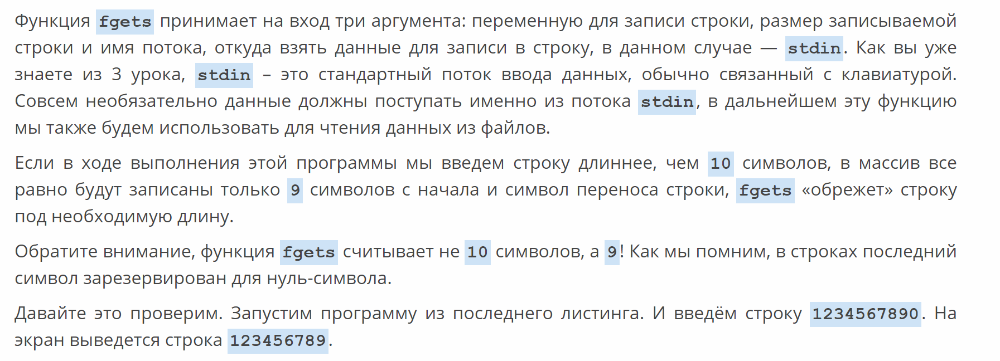 Функция fgets принимает на вход три аргумента: переменную для записи строки, размер записываемой
строки и имя потока, откуда взять данные для записи в строку, в данном случае — stdin. Как вы уже
знаете из 3 урока, stdin – это стандартный поток ввода данных, обычно связанный с клавиатурой.
Совсем необязательно данные должны поступать именно из потока stdin, в дальнейшем эту функцию
мы также будем использовать для чтения данных из файлов.
Если в ходе выполнения этой программы мы введем строку длиннее, чем 10 символов, в массив все
равно будут записаны только 9 символов с начала и символ переноса строки, fgets «обрежет» строку
под необходимую длину.
Обратите внимание, функция fgets считывает не 10 символов, а 9! Как мы помним, в строках последний
символ зарезервирован для нуль-символа.
Давайте это проверим. Запустим программу из последнего листинга. И введём строку 1234567890. На
экран выведется строка 123456789.